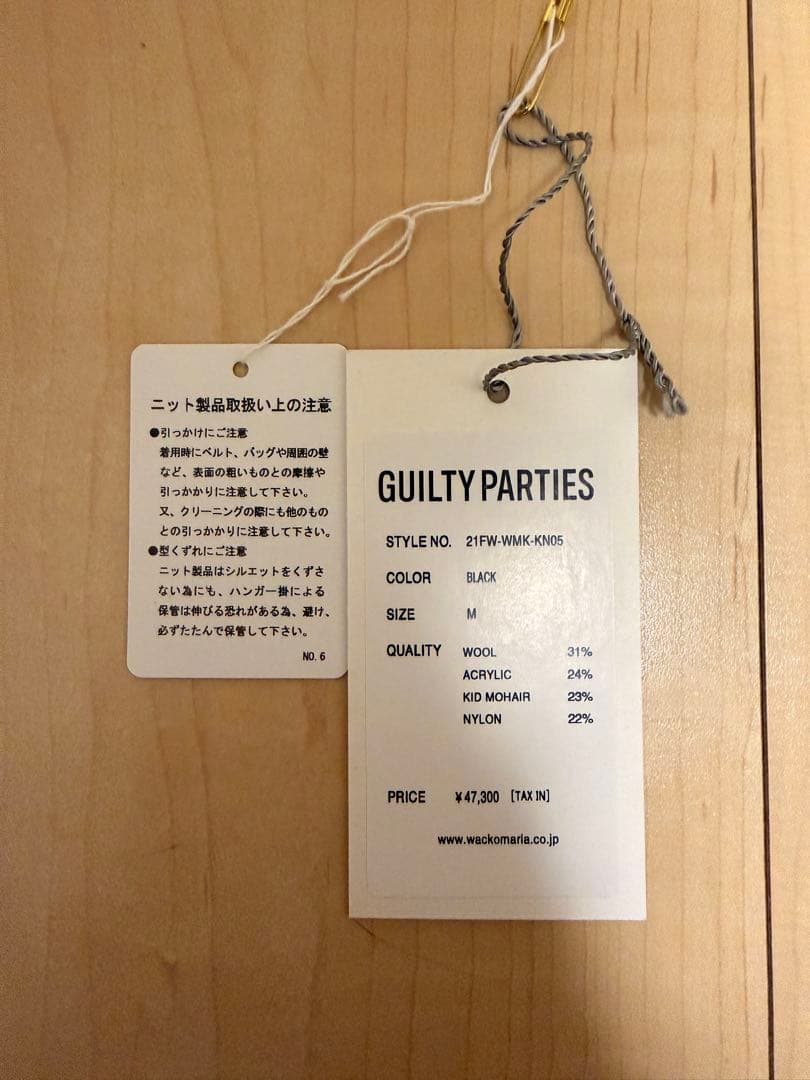 ニット製品取扱い上の注意
●引っかけにご注意
着用時にベルト、バッグや周囲の壁
など、表面の粗いものとの摩擦や
引っかかりに注意して下さい。
又、クリーニングの際にも他のもの
との引っかかりに注意して下さい。
●型くずれにご注意
ニット製品はシルエットをくずさ
ない為にも、ハンガー掛による
保管は伸びる恐れがある為、避け、
必ずたたんで保管して下さい。
NO. 6
GUILTY PARTIES
STYLE NO. 21FW-WMK-KN05
COLOR BLACK
SIZE M
QUALITY WOOL 31%
ACRYLIC 24%
KID MOHAIR 23%
NYLON 22%
PRICE ¥47,300 [TAX IN]
www.wackomaria.co.jp